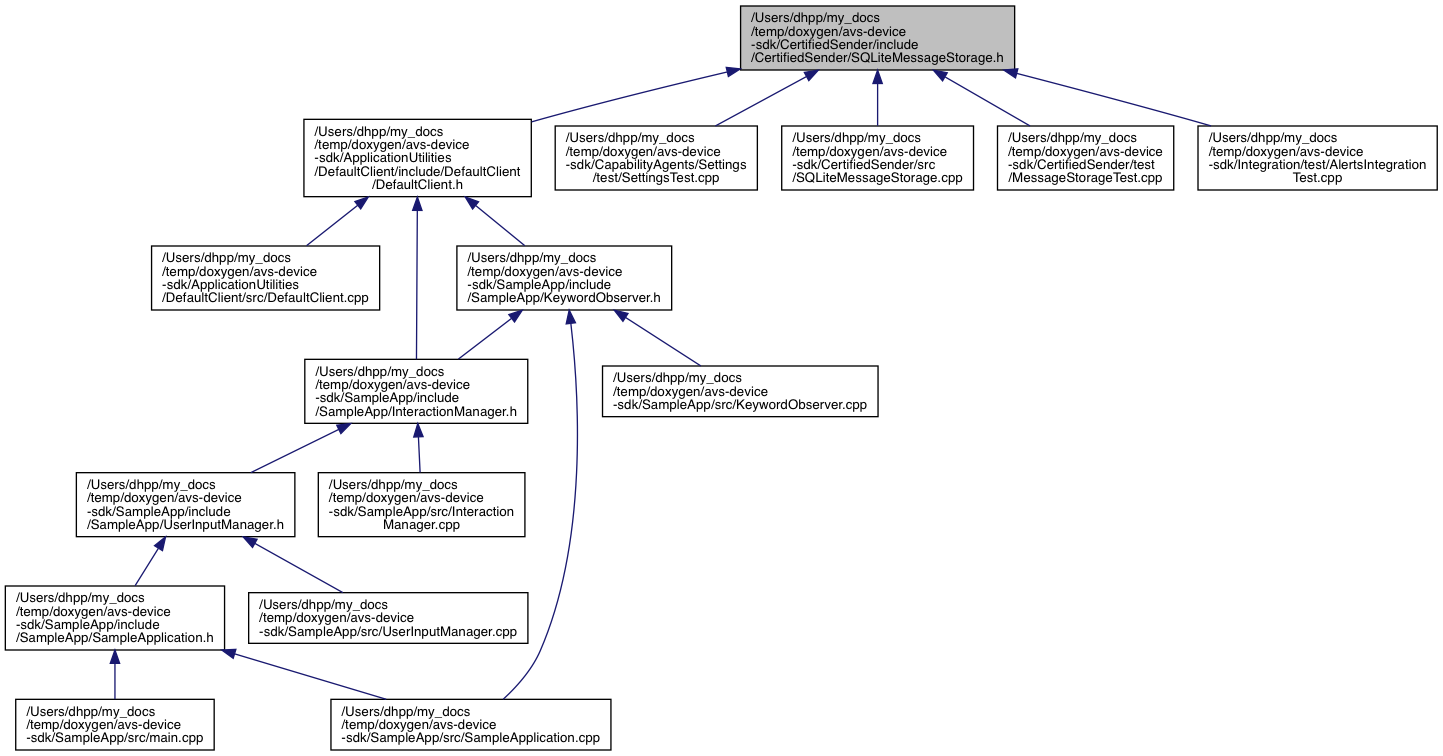 /Users/dhpp/my_docs
/temp/doxygen/avs-device
-sdk/CertifiedSender/include
/CertifiedSender/SQLiteMessageStorage.h
/Users/dhpp/my_docs
/temp/doxygen/avs-device
-sdk/ApplicationUtilities
/DefaultClient/include/DefaultClient
/DefaultClient.h
/Users/dhpp/my_docs
/temp/doxygen/avs-device
-sdk/CapabilityAgents/Settings
/test/SettingsTest.cpp
/Users/dhpp/my_docs
/temp/doxygen/avs-device
-sdk/CertifiedSender/src
/SQLiteMessageStorage.cpp
/Users/dhpp/my_docs
/temp/doxygen/avs-device
-sdk/CertifiedSender/test
/MessageStorageTest.cpp
/Users/dhpp/my_docs
/temp/doxygen/avs-device
-sdk/Integration/test/AlertsIntegration
Test.cpp
/Users/dhpp/my_docs
/temp/doxygen/avs-device
-sdk/ApplicationUtilities
/DefaultClient/src/DefaultClient.cpp
/Users/dhpp/my_docs
/temp/doxygen/avs-device
-sdk/SampleApp/include
/SampleApp/KeywordObserver.h
/Users/dhpp/my_docs
/temp/doxygen/avs-device
-sdk/SampleApp/include
/SampleApp/InteractionManager.h
/Users/dhpp/my_docs
/temp/doxygen/avs-device
-sdk/SampleApp/src/KeywordObserver.cpp
/Users/dhpp/my_docs
/temp/doxygen/avs-device
-sdk/SampleApp/include
/SampleApp/UserInputManager.h
/Users/dhpp/my_docs
/temp/doxygen/avs-device
-sdk/SampleApp/src/Interaction
Manager.cpp
/Users/dhpp/my_docs
/temp/doxygen/avs-device
-sdk/SampleApp/include
/SampleApp/SampleApplication.h
/Users/dhpp/my_docs
/temp/doxygen/avs-device
-sdk/SampleApp/src/UserInputManager.cpp
/Users/dhpp/my_docs
/temp/doxygen/avs-device
-sdk/SampleApp/src/main.cpp
/Users/dhpp/my_docs
/temp/doxygen/avs-device
-sdk/SampleApp/src/SampleApplication.cpp